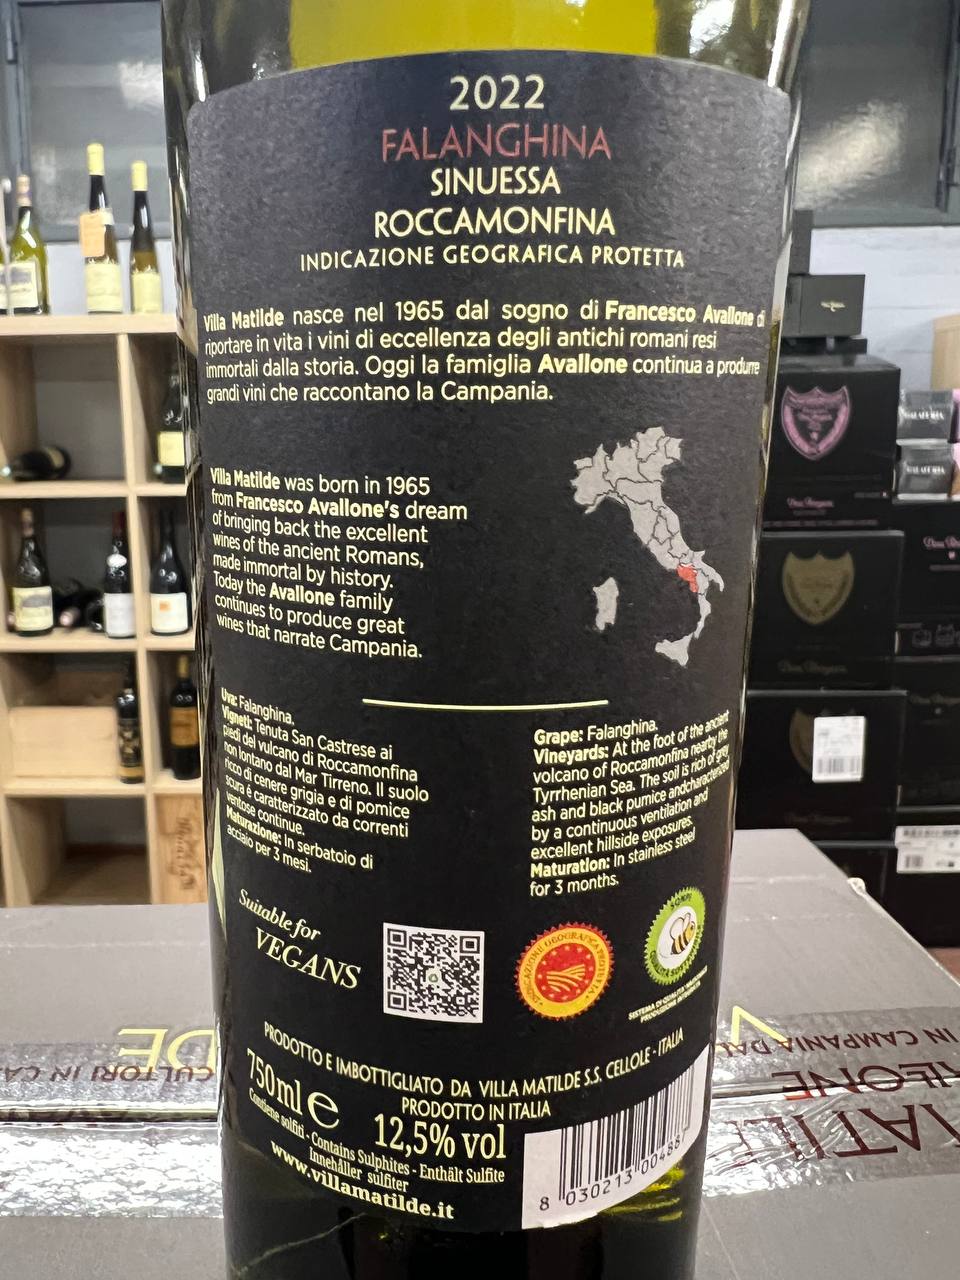 2022
FALANGHINA
SINUESSA
ROCCAMONFINA
INDICAZIONE GEOGRAFICA PROTETTA
Villa Matilde nasce nel 1965 dal sogno di Francesco Avallone di
riportare in vita i vini di eccellenza degli antichi romani resi
immortali dalla storia. Oggi la famiglia Avallone continua a produrre
grandi vini che raccontano la Campania.
Villa Matilde was born in 1965
from Francesco Avallone's dream
of bringing back the excellent
wines of the ancient Romans,
made immortal by history.
Today the Avallone family
continues to produce great
wines that narrate Campania.
Uva: Falanghina.
Vigneti: Tenuta San Castrese ai
piedi del vulcano di Roccamonfina
non lontano dal Mar Tirreno. Il suolo
ricco di cenere grigia e di pomice
scura é caratterizzato da correnti
ventose continue.
Maturazione: In serbatoio di
acciaio per 3 mesi.
Grape: Falanghina.
Vineyards: At the foot of the ancient
volcano of Roccamonfina nearby the
Tyrrhenian Sea. The soil is rich of grey
ash and black pumice andcharacterized
by a continuous ventilation and
excellent hillside exposures.
Maturation: In stainless steel
for 3 months.
Suitable for
VEGANS
INDICAZIONE GEOGRAFICA PROTETTA
SISTEMA DI QUALITÀ NAZIONALE
PRODUZIONE INTEGRATA
PRODOTTO E IMBOTTIGLIATO DA VILLA MATILDE S.S. CELLOLE - ITALIA
PRODOTTO IN ITALIA
750ml e 12,5% vol
Contiene solfiti - Contains Sulphites - Enthält Sulfite
Innehåller sulfiter
www.villamatilde.it
8 030213 00488